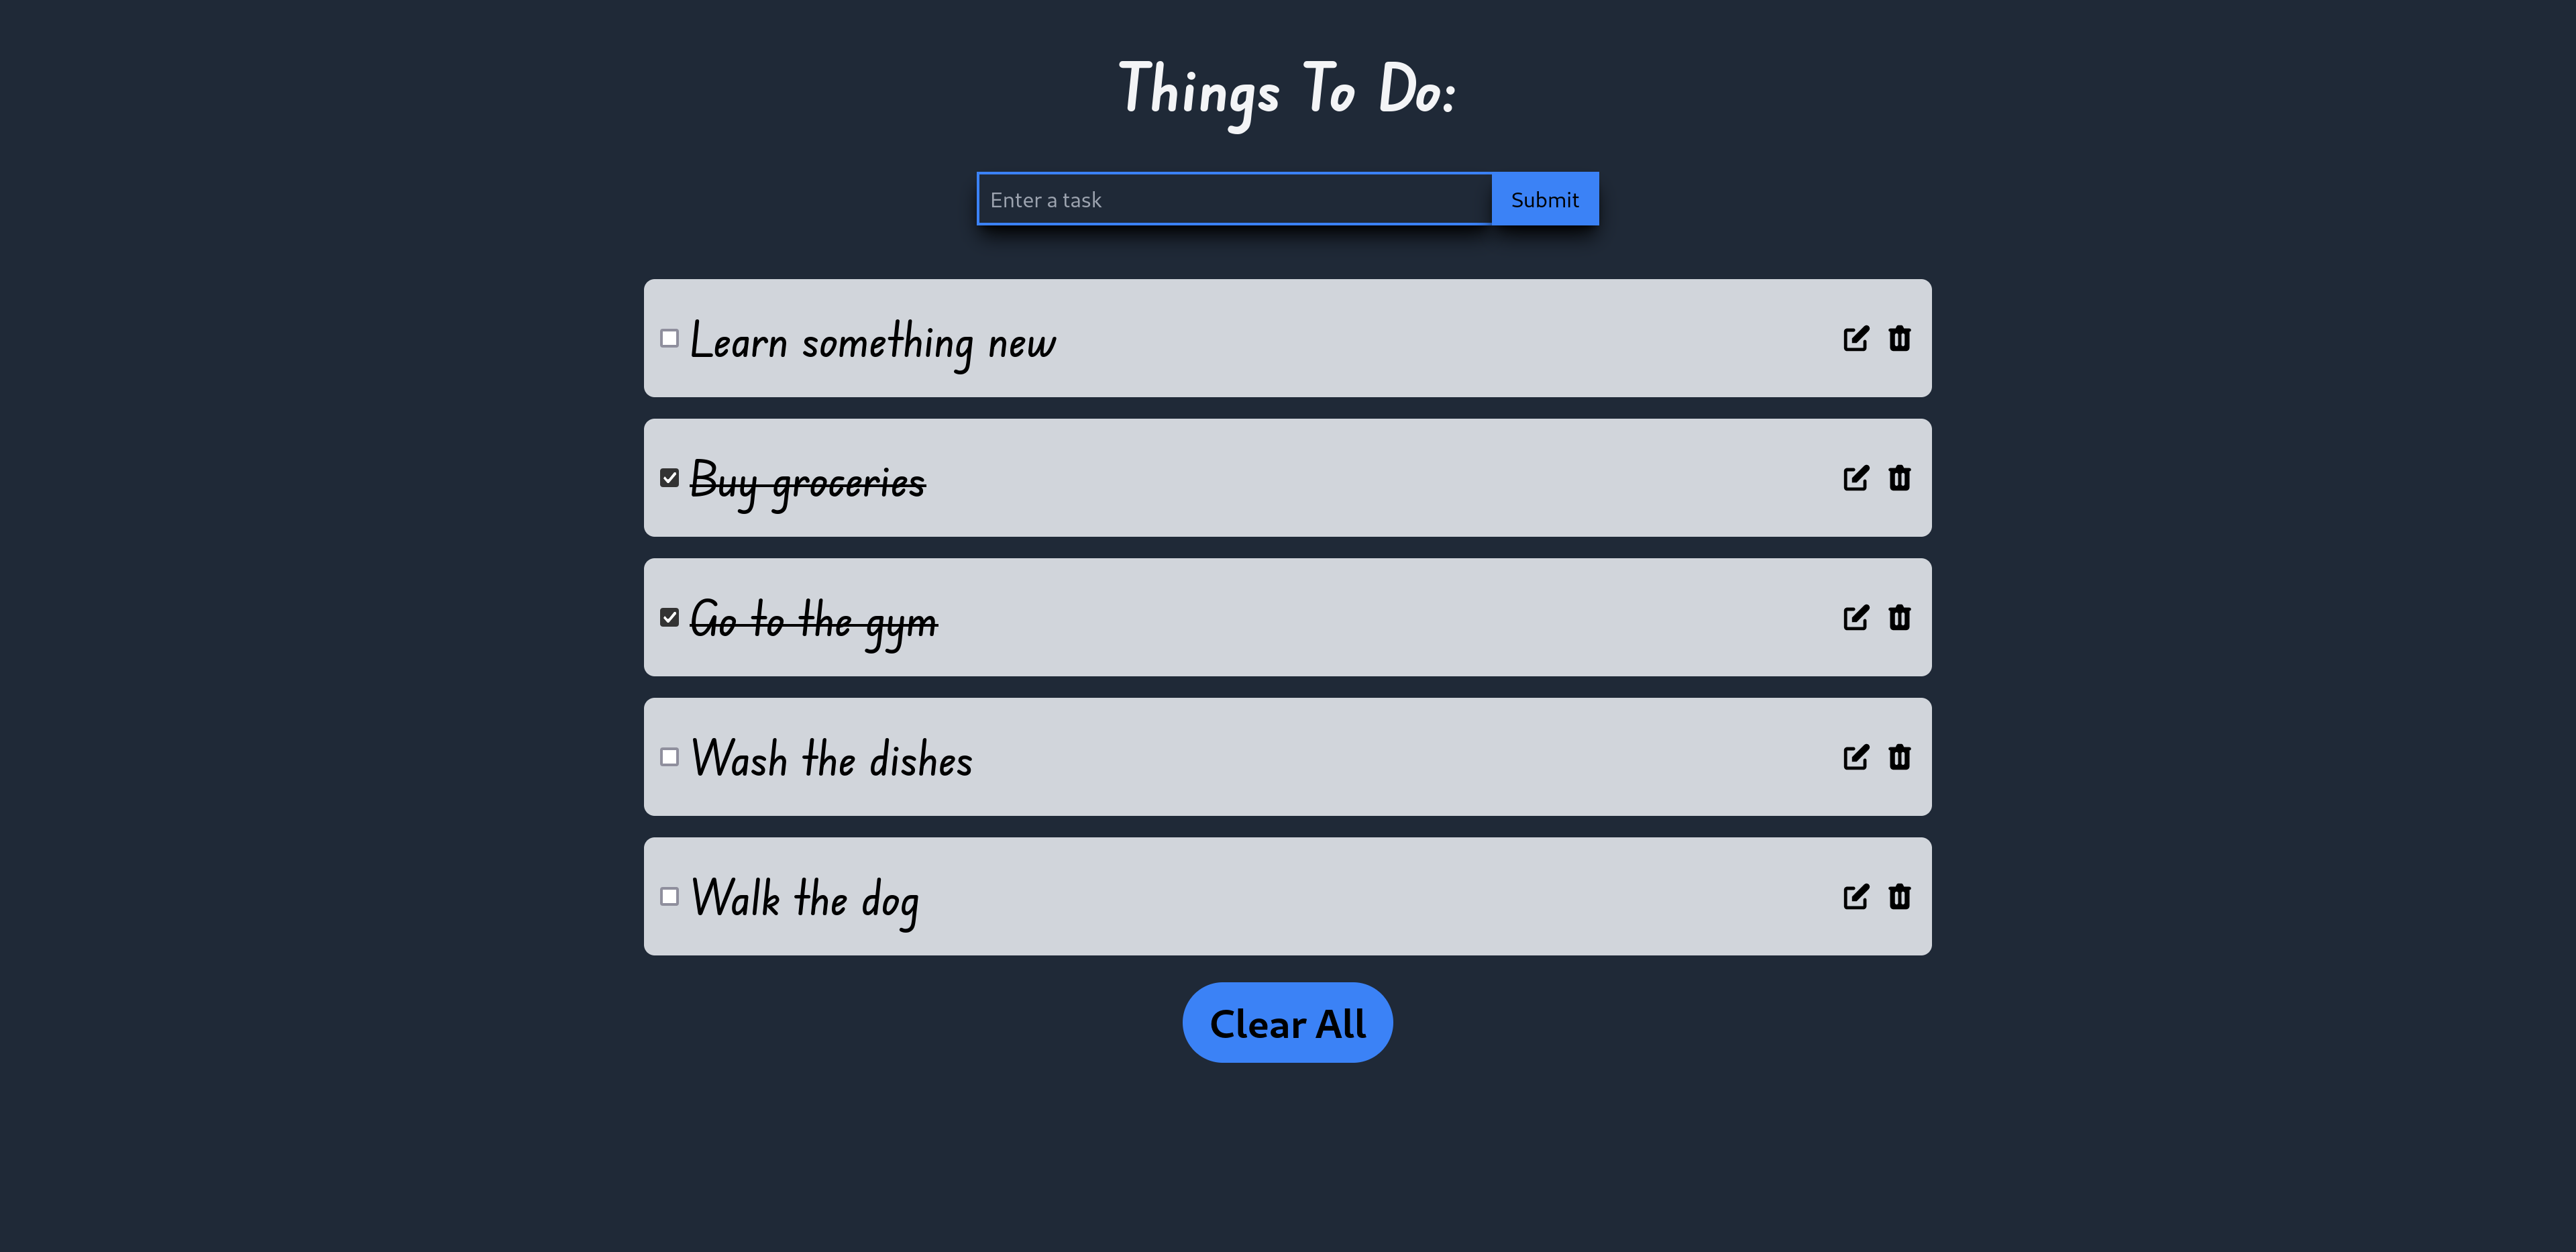 Things To Do:
Enter a task
Submit
Learn something new
Buy groceries
Go to the gym
Wash the dishes
Walk the dog
Clear All